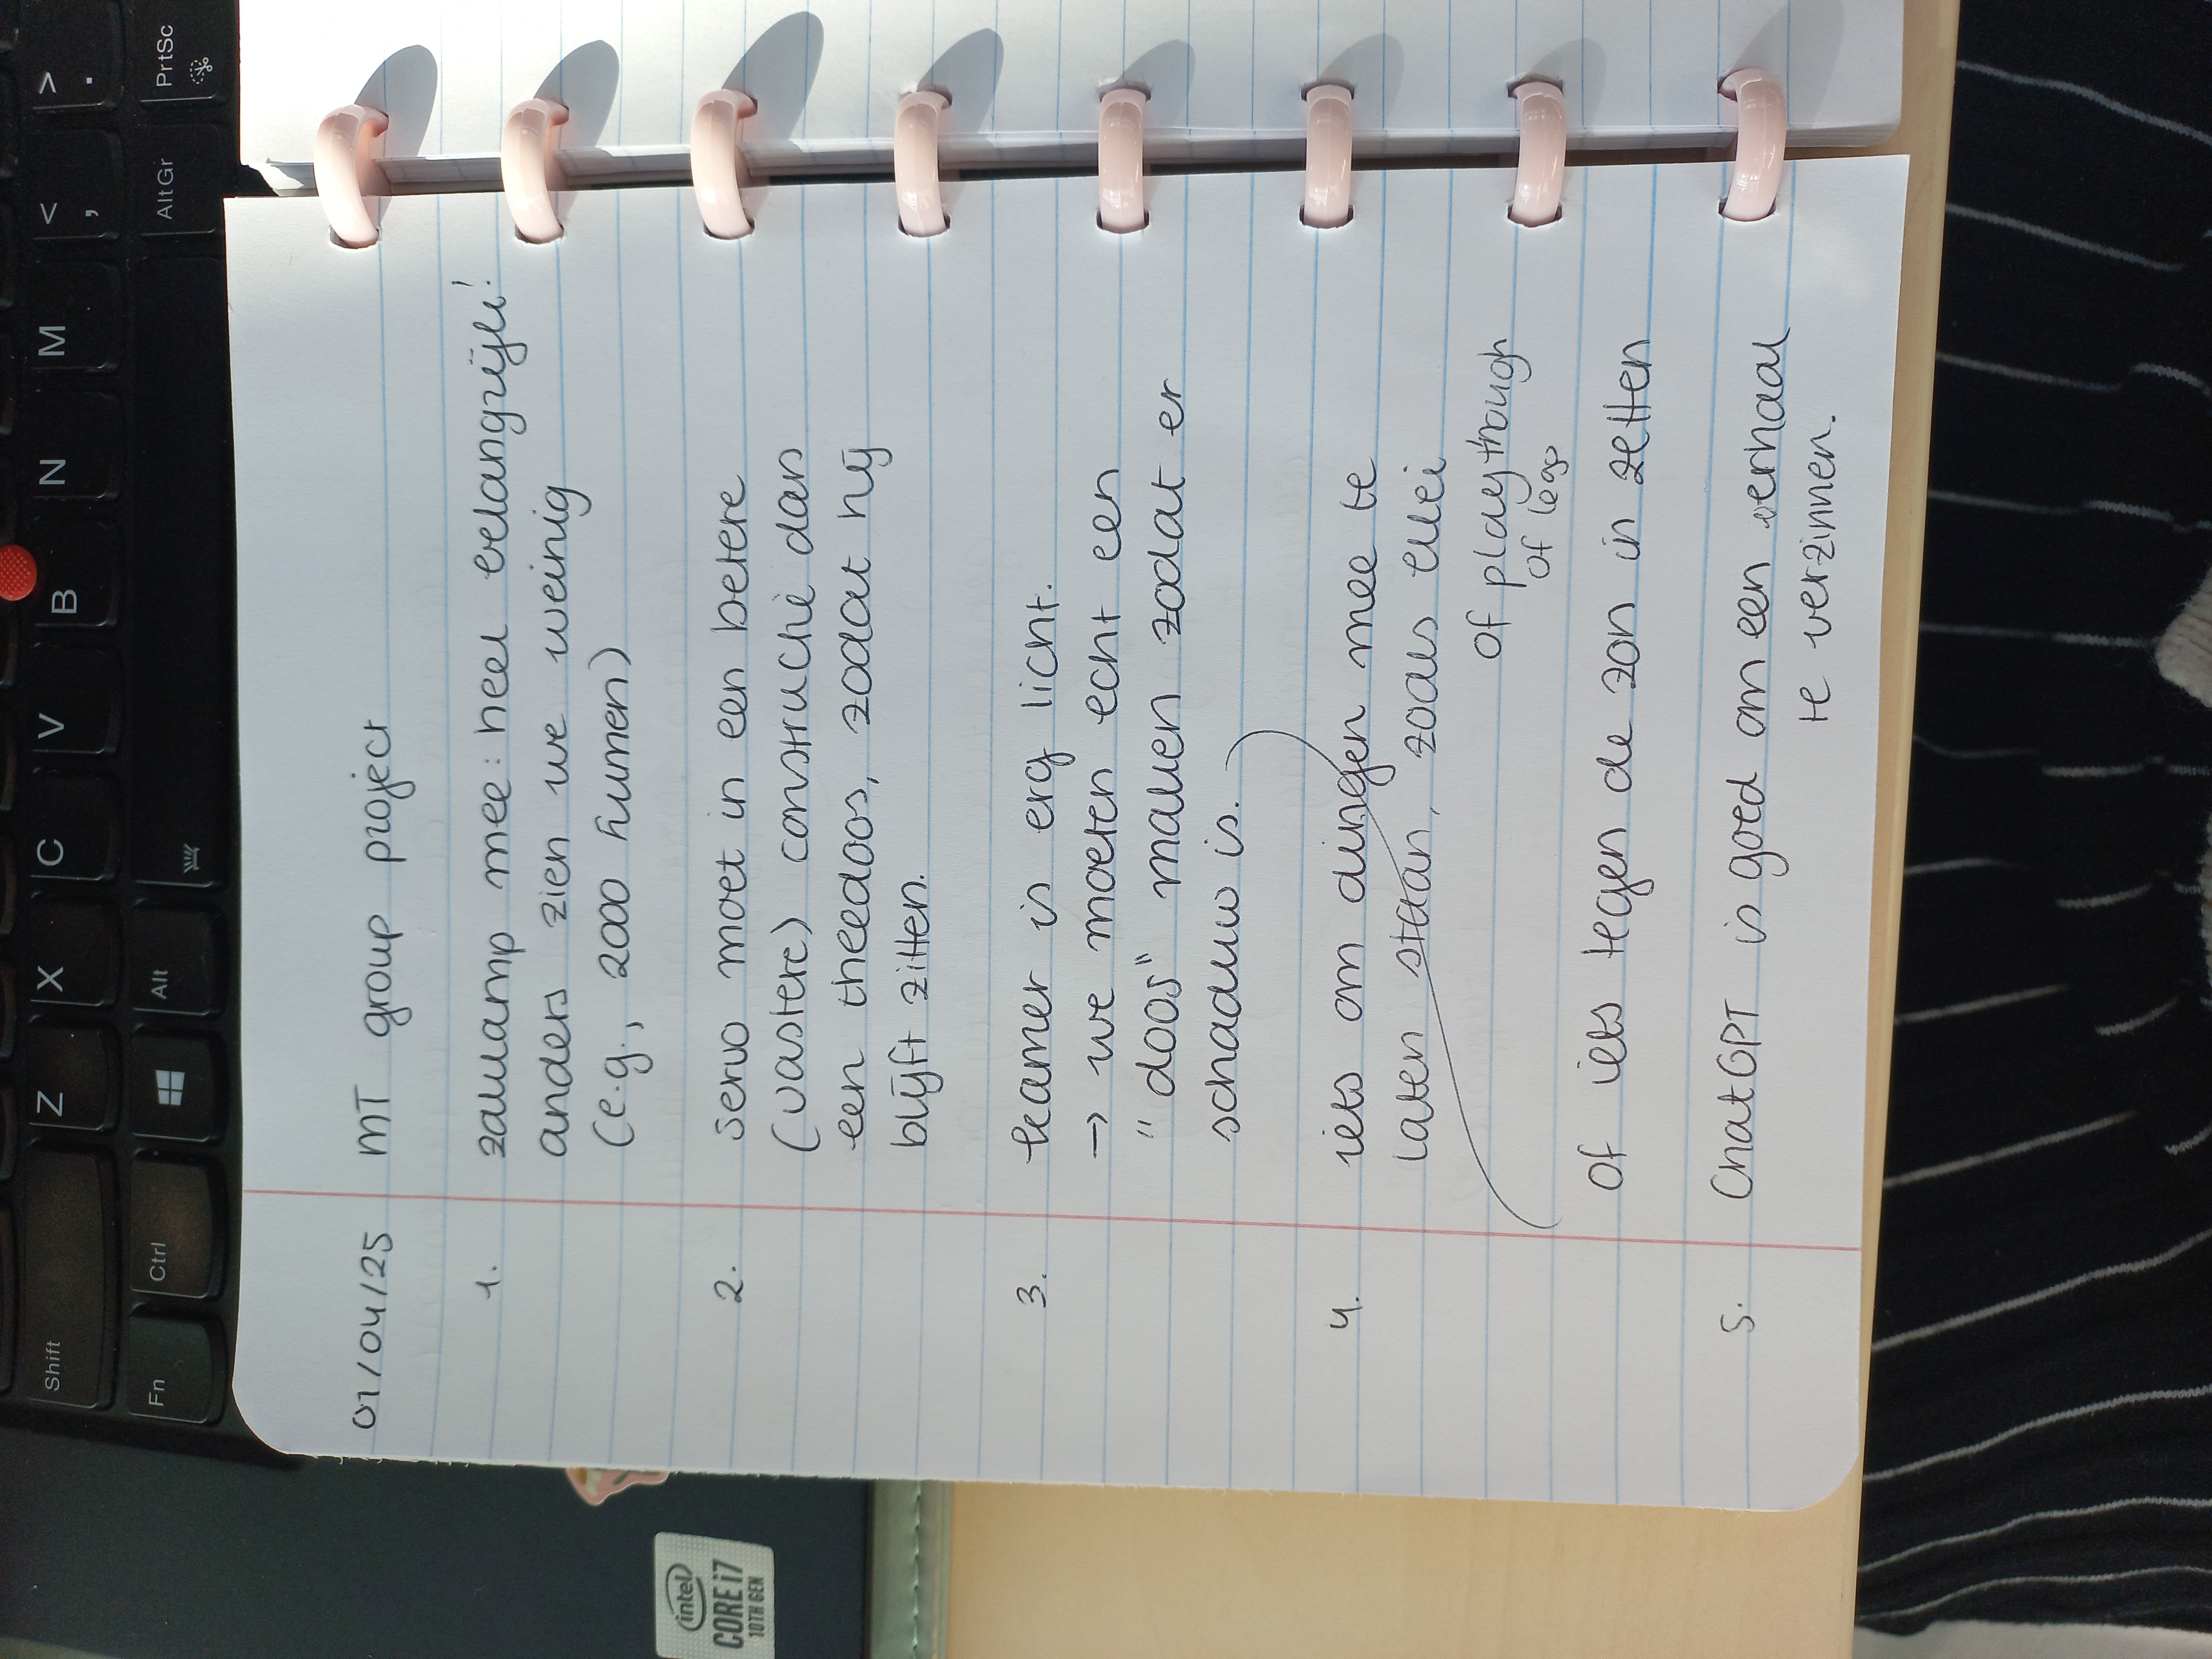 Shift Z X C V B N M < , > .
Fn Ctrl Alt AltGr PrtSc
intel
CORE i7
10TH GEN
01/04/25 MT group project
1. zaklamp mee: heel belangrijk!
anders zien we weinig
(e.g., 2000 lumen)
2. servo moet in een betere
(vastere) constructie dan
een theedoos, zodat hij
blijft zitten.
3. kamer is erg licht.
→ we moeten echt een
"doos" maken zodat er
schaduw is.
4. iets om dingen mee te
laten staan, zoals klei
of playthough
of lego
of iets tegen de zon in zetten
5. ChatGPT is goed om een verhaal
te verzinnen.